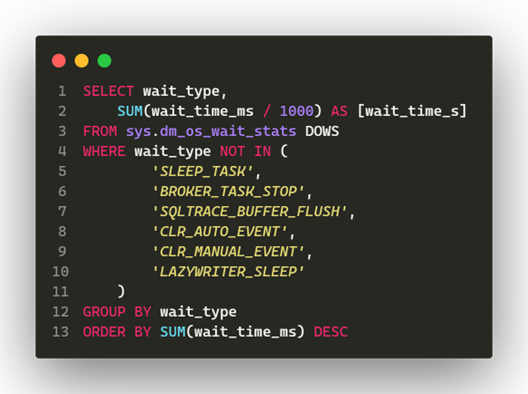 1 SELECT wait_type,
2     SUM(wait_time_ms / 1000) AS [wait_time_s]
3 FROM sys.dm_os_wait_stats DOWS
4 WHERE wait_type NOT IN (
5         'SLEEP_TASK',
6         'BROKER_TASK_STOP',
7         'SQLTRACE_BUFFER_FLUSH',
8         'CLR_AUTO_EVENT',
9         'CLR_MANUAL_EVENT',
10         'LAZYWRITER_SLEEP'
11     )
12 GROUP BY wait_type
13 ORDER BY SUM(wait_time_ms) DESC